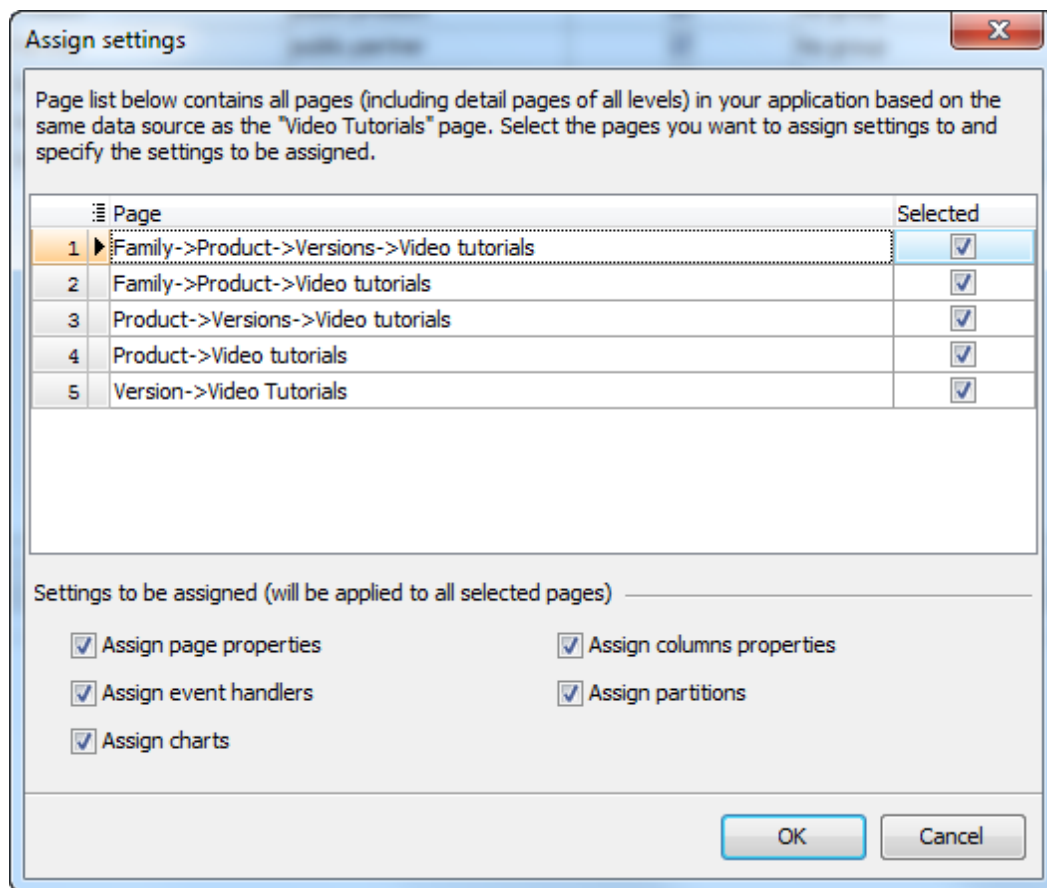 Assign settings
Page list below contains all pages (including detail pages of all levels) in your application based on the
same data source as the "Video Tutorials" page. Select the pages you want to assign settings to and
specify the settings to be assigned.
Page Selected
1 Family->Product->Versions->Video tutorials
2 Family->Product->Video tutorials
3 Product->Versions->Video tutorials
4 Product->Video tutorials
5 Version->Video Tutorials
Settings to be assigned (will be applied to all selected pages)
Assign page properties Assign columns properties
Assign event handlers Assign partitions
Assign charts
OK Cancel